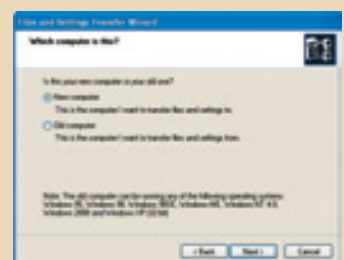 Files and Settings Transfer Wizard
Which computer is this?
Is this your new computer or your old one?
New computer
This is the computer I want to transfer files and settings to.
Old computer
This is the computer I want to transfer files and settings from.
Note: The old computer can be running any of the following operating systems:
Windows 95, Windows 98, Windows 98SE, Windows ME, Windows NT 4.0,
Windows 2000 and Windows XP (32-bit)
< Back
Next >
Cancel